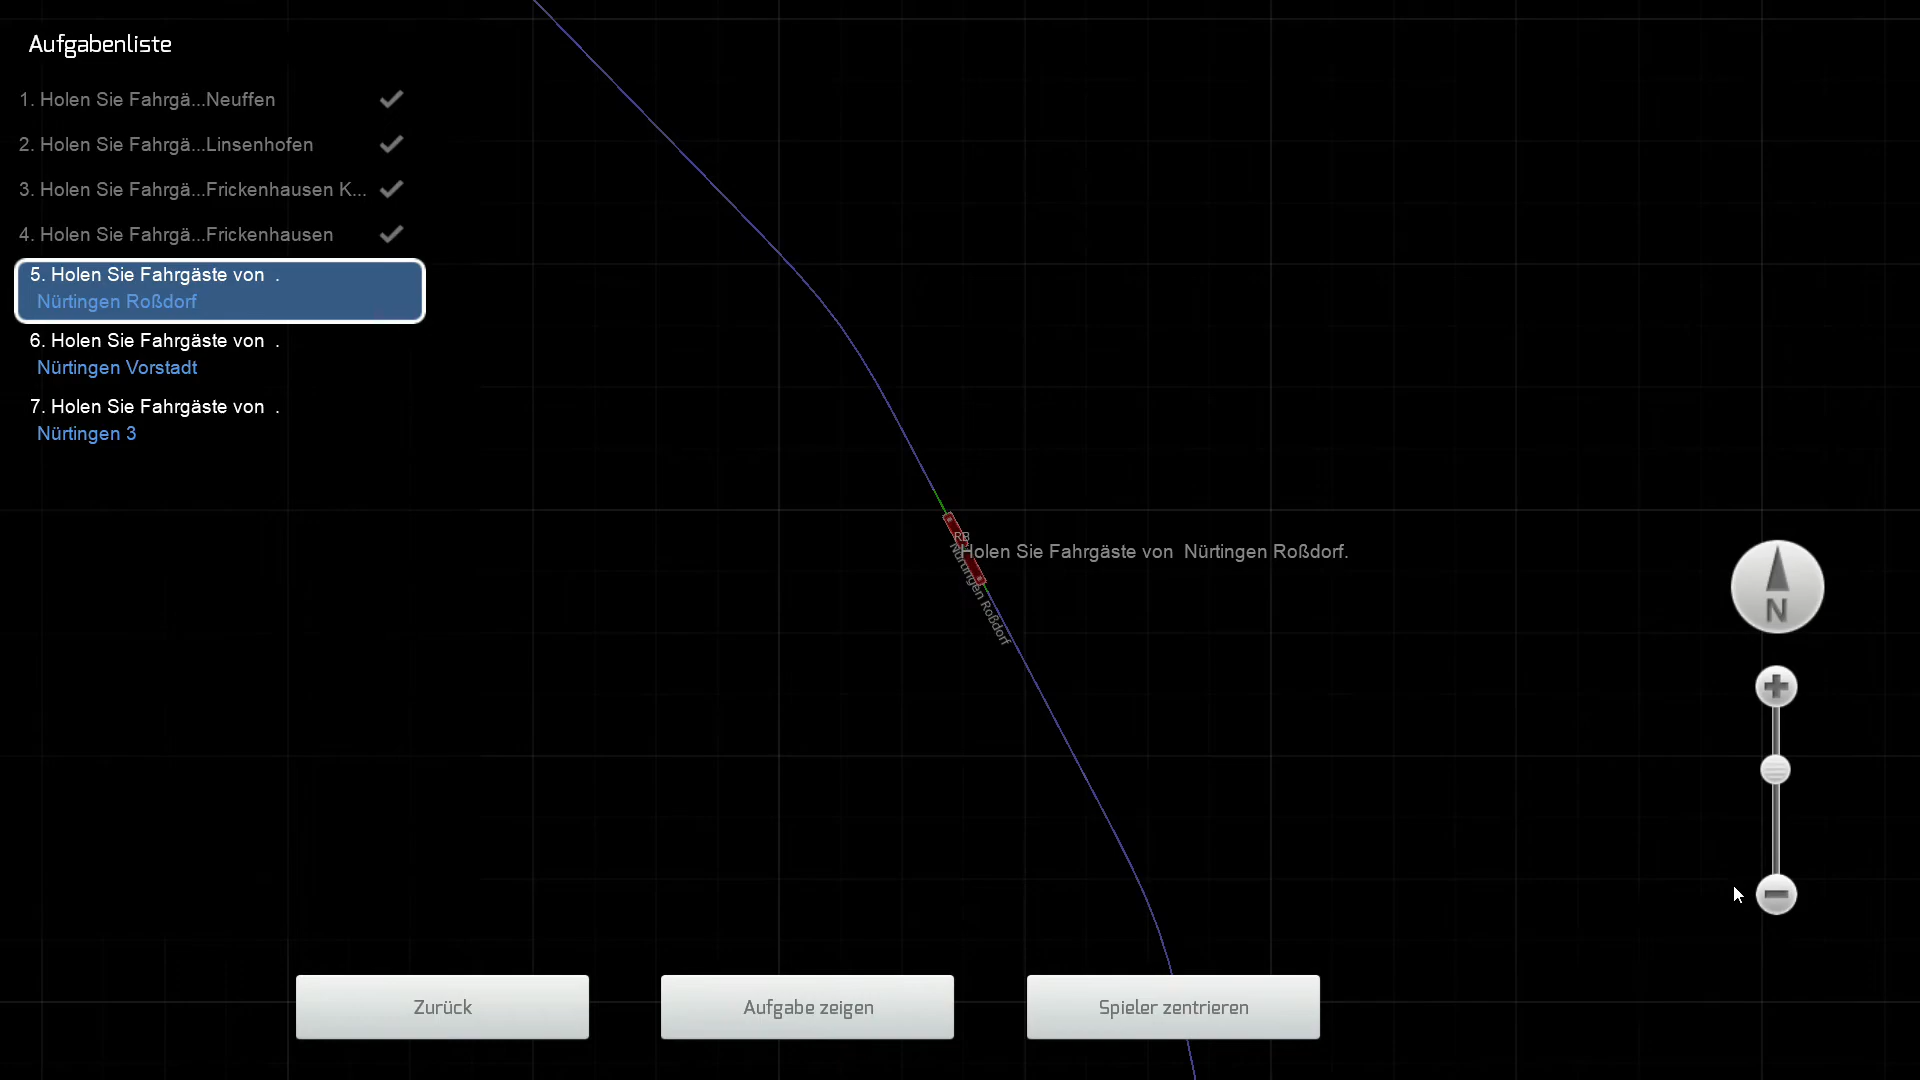 Aufgabenliste
1. Holen Sie Fahrgä...Neuffen
2. Holen Sie Fahrgä...Linsenhofen
3. Holen Sie Fahrgä...Frickenhausen K...
4. Holen Sie Fahrgä...Frickenhausen
5. Holen Sie Fahrgäste von .
Nürtingen Roßdorf
6. Holen Sie Fahrgäste von .
Nürtingen Vorstadt
7. Holen Sie Fahrgäste von .
Nürtingen 3
RB
Holen Sie Fahrgäste von Nürtingen Roßdorf.
Nürtingen Roßdorf
N
Zurück
Aufgabe zeigen
Spieler zentrieren